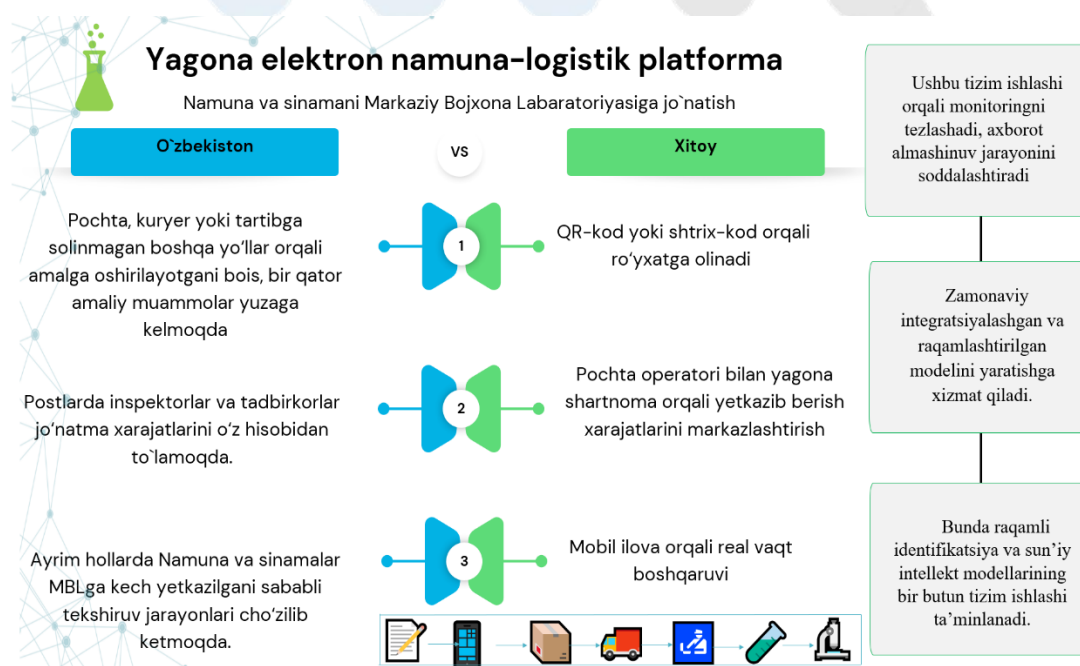 Yagona elektron namuna-logistik platforma
Namuna va sinamani Markaziy Bojxona Labaratoriyasiga jo`natish
O`zbekiston
VS
Xitoy
Pochta, kuryer yoki tartibga
solinmagan boshqa yo‘llar orqali
amalga oshirilayotgani bois, bir qator
amaliy muammolar yuzaga
kelmoqda
1
QR-kod yoki shtrix-kod orqali
ro‘yxatga olinadi
Postlarda inspektorlar va tadbirkorlar
jo‘natma xarajatlarini o‘z hisobidan
to`lamoqda.
2
Pochta operatori bilan yagona
shartnoma orqali yetkazib berish
xarajatlarini markazlashtirish
Ayrim hollarda Namuna va sinamalar
MBLga kech yetkazilgani sababli
tekshiruv jarayonlari cho‘zilib
ketmoqda.
3
Mobil ilova orqali real vaqt
boshqaruvi
Ushbu tizim ishlashi
orqali monitoringni
tezlashadi, axborot
almashinuv jarayonini
soddalashtiradi
Zamonaviy
integratsiyalashgan va
raqamlashtirilgan
modelini yaratishga
xizmat qiladi.
Bunda raqamli
identifikatsiya va sun’iy
intellekt modellarining
bir butun tizim ishlashi
ta’minlanadi.